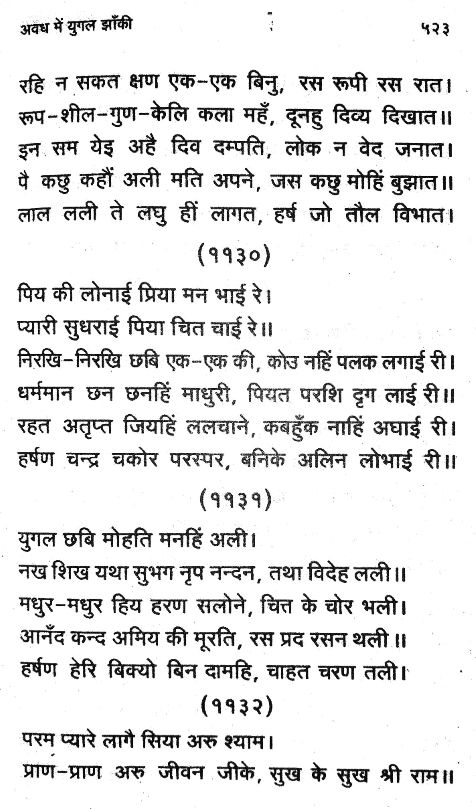 अवध में युगल झाँकी ५२३
रहि न सकत क्षण एक-एक बिनु, रस रूपी रस रात।
रूप-शील-गुण-केलि कला महँ, दूनहु दिव्य दिखात॥
इन सम येइ अहै दिव दम्पति, लोक न वेद जनात।
पै कछु कहौं अली मति अपने, जस कछु मोहिं बुझात॥
लाल लली ते लघु हीं लागत, हर्ष जो तौल विभात।
(११३०)
पिय की लोनाई प्रिया मन भाई रे।
प्यारी सुधराई पिया चित चाई रे॥
निरखि-निरखि छबि एक-एक की, कोउ नहिं पलक लगाई री।
धर्ममान छन छनहिं माधुरी, पियत परशि दृग लाई री॥
रहत अतृप्त जियहिं ललचाने, कबहुँक नाहिं अघाई री।
हर्षण चन्द्र चकोर परस्पर, बनिके अलिन लोभाई री॥
(११३१)
युगल छबि मोहति मनहिं अली।
नख शिख यथा सुभग नृप नन्दन, तथा विदेह लली॥
मधुर-मधुर हिय हरण सलोने, चित्त के चोर भली।
आनँद कन्द अमिय की मूरति, रस प्रद रसन थली॥
हर्षण हेरि बिक्यो बिन दामहि, चाहत चरण तली।
(११३२)
परम प्यारे लागै सिया अरु श्याम।
प्राण-प्राण अरु जीवन जीके, सुख के सुख श्री राम॥